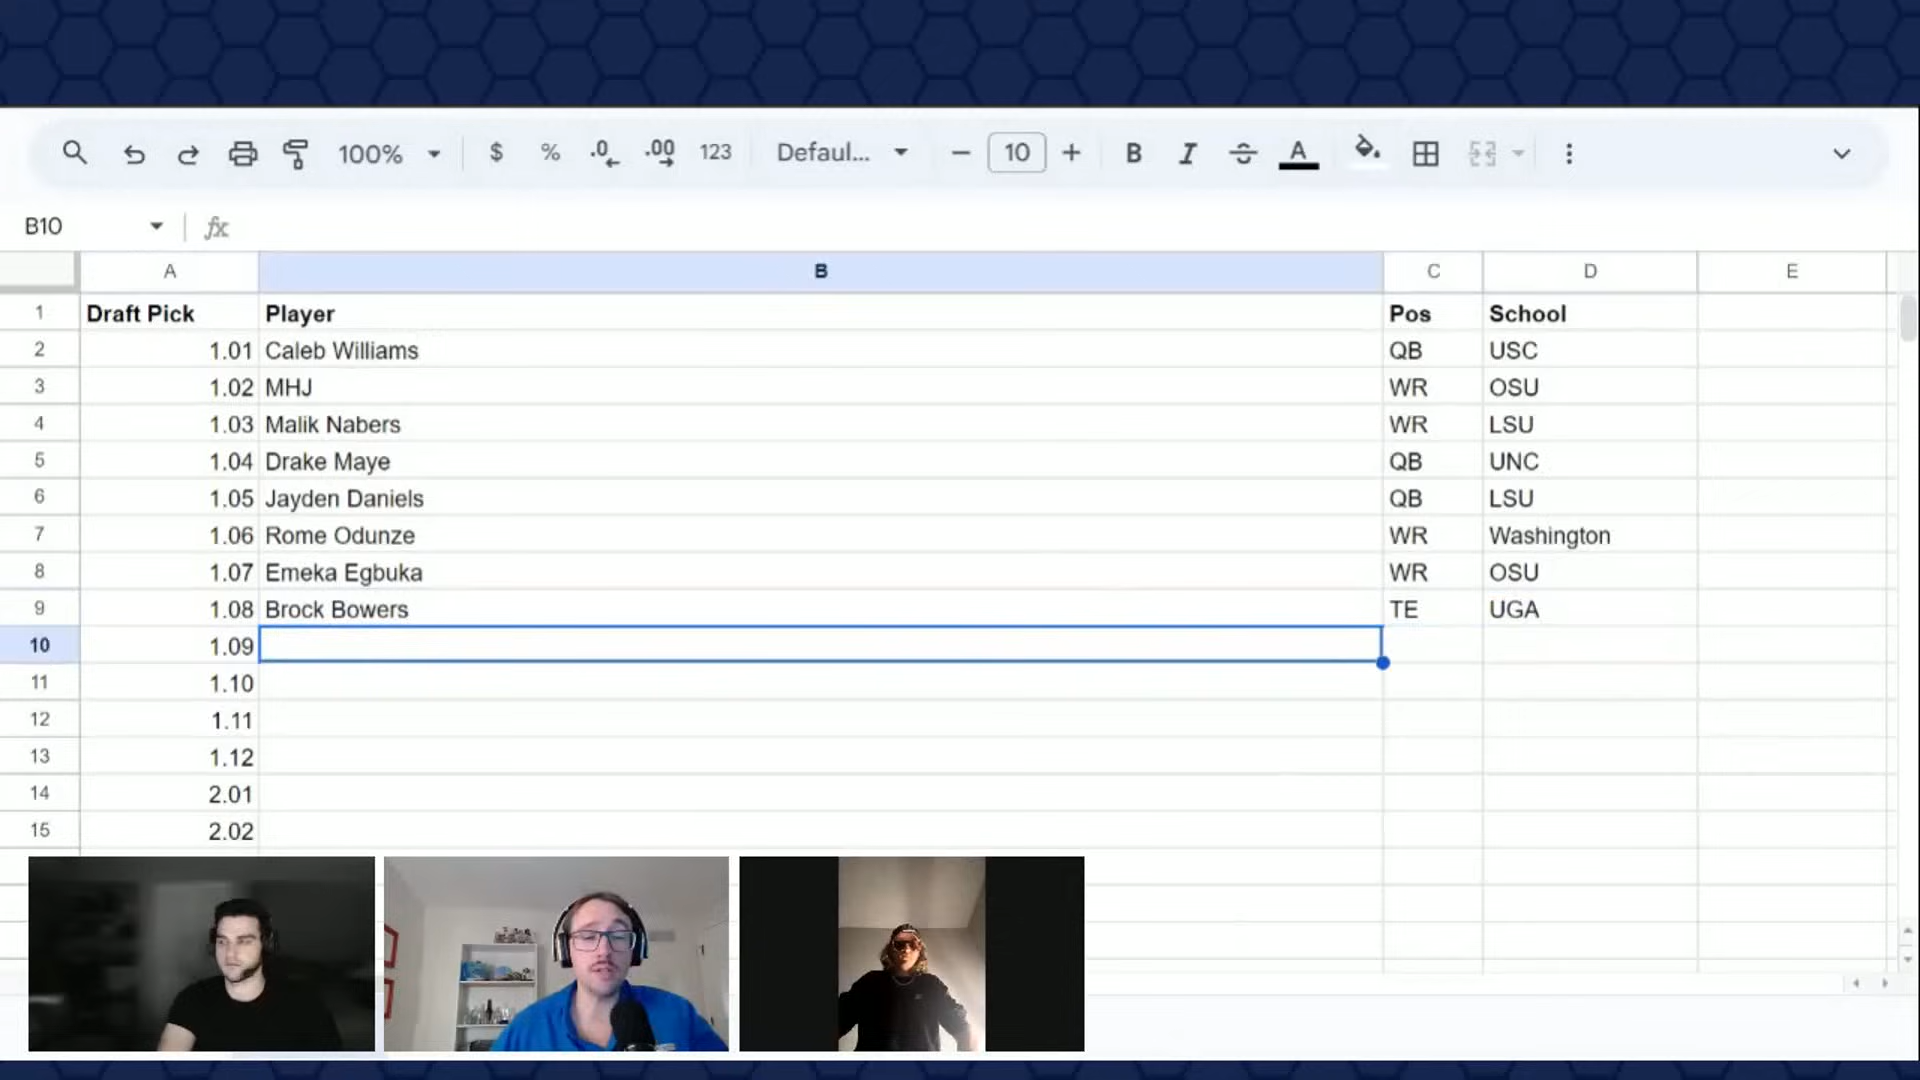 100% $ % .0 .00 123 Defaul... 10 B I A
B10 fx
A B C D E
1 Draft Pick Player Pos School
2 1.01 Caleb Williams QB USC
3 1.02 MHJ WR OSU
4 1.03 Malik Nabers WR LSU
5 1.04 Drake Maye QB UNC
6 1.05 Jayden Daniels QB LSU
7 1.06 Rome Odunze WR Washington
8 1.07 Emeka Egbuka WR OSU
9 1.08 Brock Bowers TE UGA
10 1.09
11 1.10
12 1.11
13 1.12
14 2.01
15 2.02